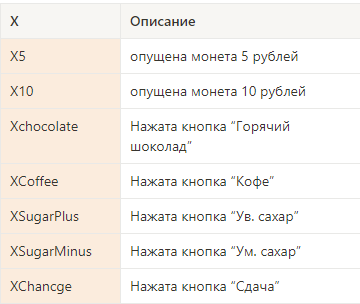 X Описание
X5 опущена монета 5 рублей
X10 опущена монета 10 рублей
Xchocolate Нажата кнопка “Горячий
шоколад”
XCoffee Нажата кнопка “Кофе”
XSugarPlus Нажата кнопка “Ув. сахар”
XSugarMinus Нажата кнопка “Ум. сахар”
XChancge Нажата кнопка “Сдача”